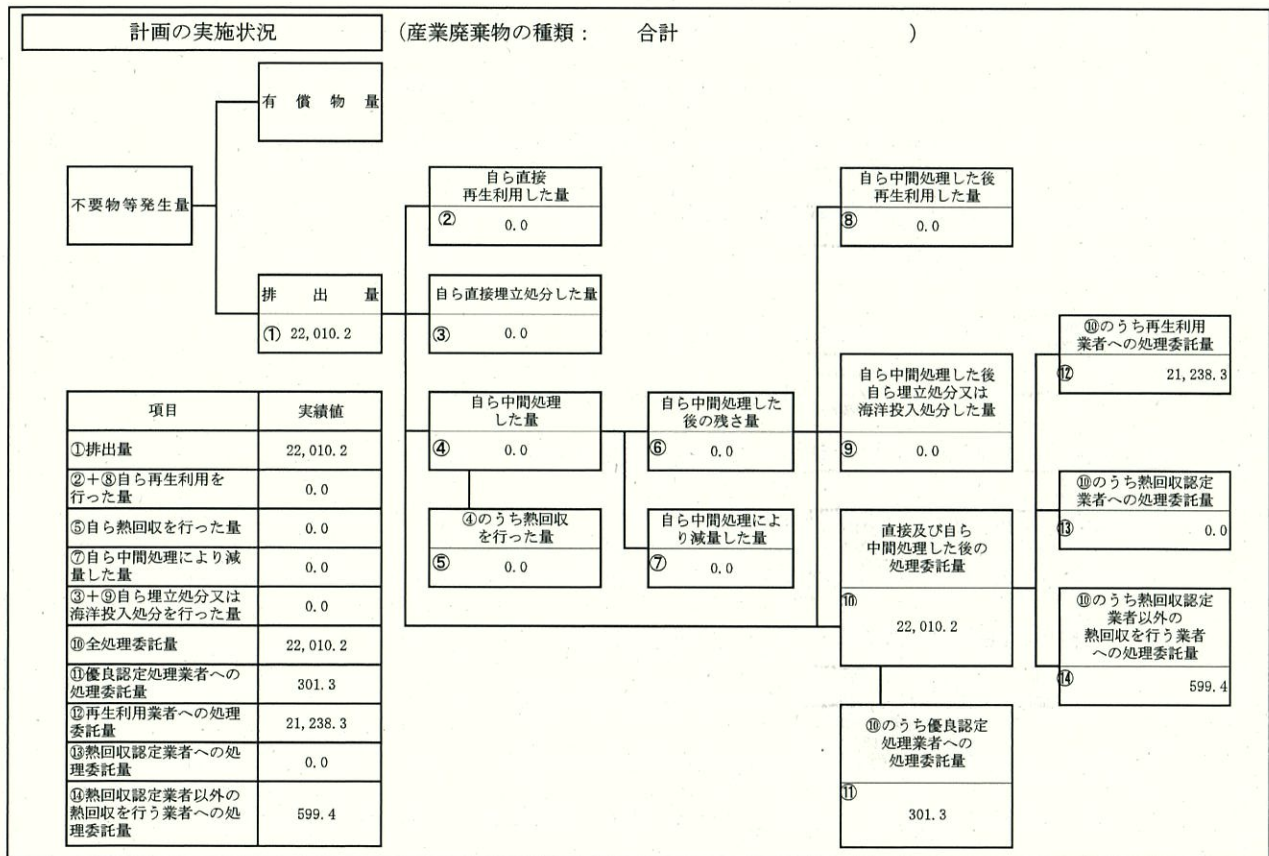 計画の実施状況 (産業廃棄物の種類： 合計 )
有償物量
不要物等発生量
排出量
① 22,010.2
自ら直接
再生利用した量
② 0.0
自ら直接埋立処分した量
③ 0.0
自ら中間処理
した量
④ 0.0
④のうち熱回収
を行った量
⑤ 0.0
自ら中間処理した
後の残さ量
⑥ 0.0
自ら中間処理によ
り減量した量
⑦ 0.0
自ら中間処理した後
再生利用した量
⑧ 0.0
自ら中間処理した後
自ら埋立処分又は
海洋投入処分した量
⑨ 0.0
直接及び自ら
中間処理した後の
処理委託量
⑩
22,010.2
⑩のうち優良認定
処理業者への
処理委託量
⑪
301.3
⑩のうち再生利用
業者への処理委託量
⑫ 21,238.3
⑩のうち熱回収認定
業者への処理委託量
⑬ 0.0
⑩のうち熱回収認定
業者以外の
熱回収を行う業者
への処理委託量
⑭ 599.4
項目 実績値
①排出量 22,010.2
②＋⑧自ら再生利用を
行った量 0.0
⑤自ら熱回収を行った量 0.0
⑦自ら中間処理により減
量した量 0.0
③＋⑨自ら埋立処分又は
海洋投入処分を行った量 0.0
⑩全処理委託量 22,010.2
⑪優良認定処理業者への
処理委託量 301.3
⑫再生利用業者への処理
委託量 21,238.3
⑬熱回収認定業者への処
理委託量 0.0
⑭熱回収認定業者以外の
熱回収を行う業者への処
理委託量 599.4